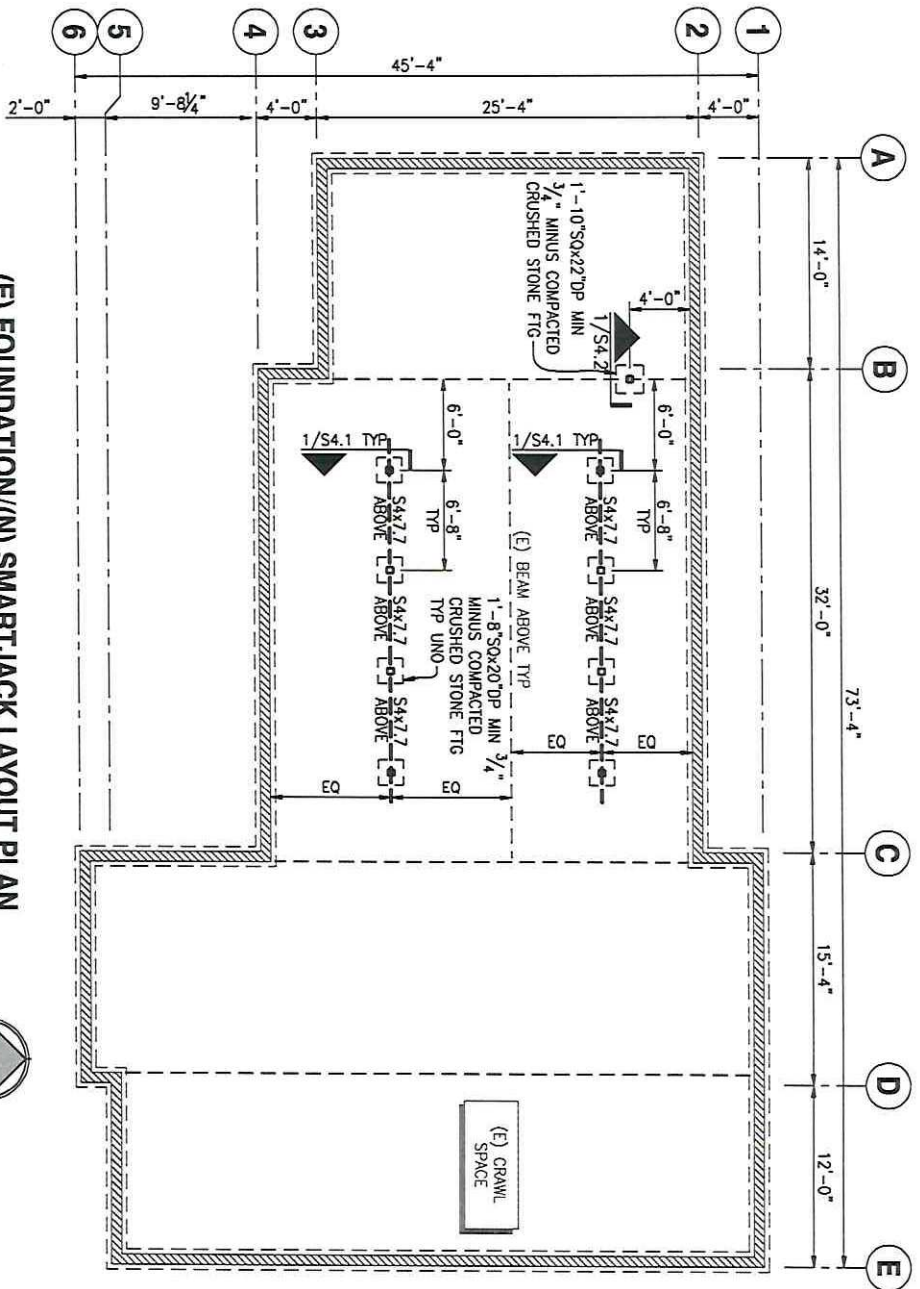 A
B
C
D
E
73'-4"
14'-0"
32'-0"
15'-4"
12'-0"
1
2
3
4
5
6
45'-4"
4'-0"
25'-4"
4'-0"
9'-8¼"
2'-0"
1'-10"SQx22"DP MIN
¾" MINUS COMPACTED
CRUSHED STONE FTG
4'-0"
1/S4.2
6'-0"
6'-8"
TYP
1/S4.1 TYP
S4x7.7
ABOVE
S4x7.7
ABOVE
S4x7.7
ABOVE
EQ
EQ
(E) BEAM ABOVE TYP
6'-0"
6'-8"
TYP
1/S4.1 TYP
S4x7.7
ABOVE
S4x7.7
ABOVE
S4x7.7
ABOVE
EQ
EQ
1'-8"SQx20"DP MIN ¾"
MINUS COMPACTED
CRUSHED STONE FTG
TYP UNO
(E) CRAWL
SPACE
(E) FOUNDATION/(N) SMARTJACK LAYOUT PLAN